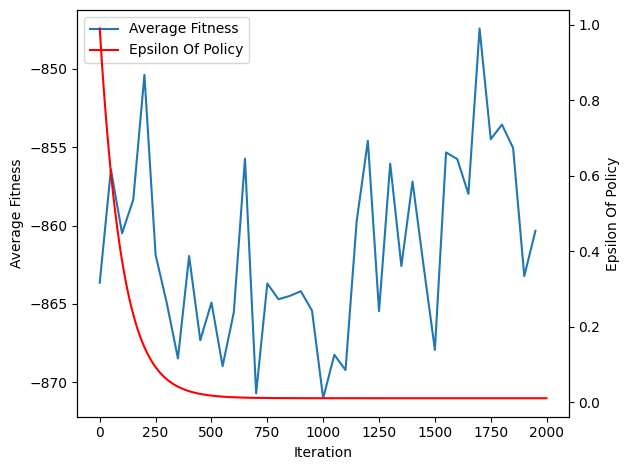 Average Fitness
Epsilon Of Policy
−850
−855
−860
−865
−870
Average Fitness
1.0
0.8
0.6
0.4
0.2
0.0
Epsilon Of Policy
0 250 500 750 1000 1250 1500 1750 2000
Iteration